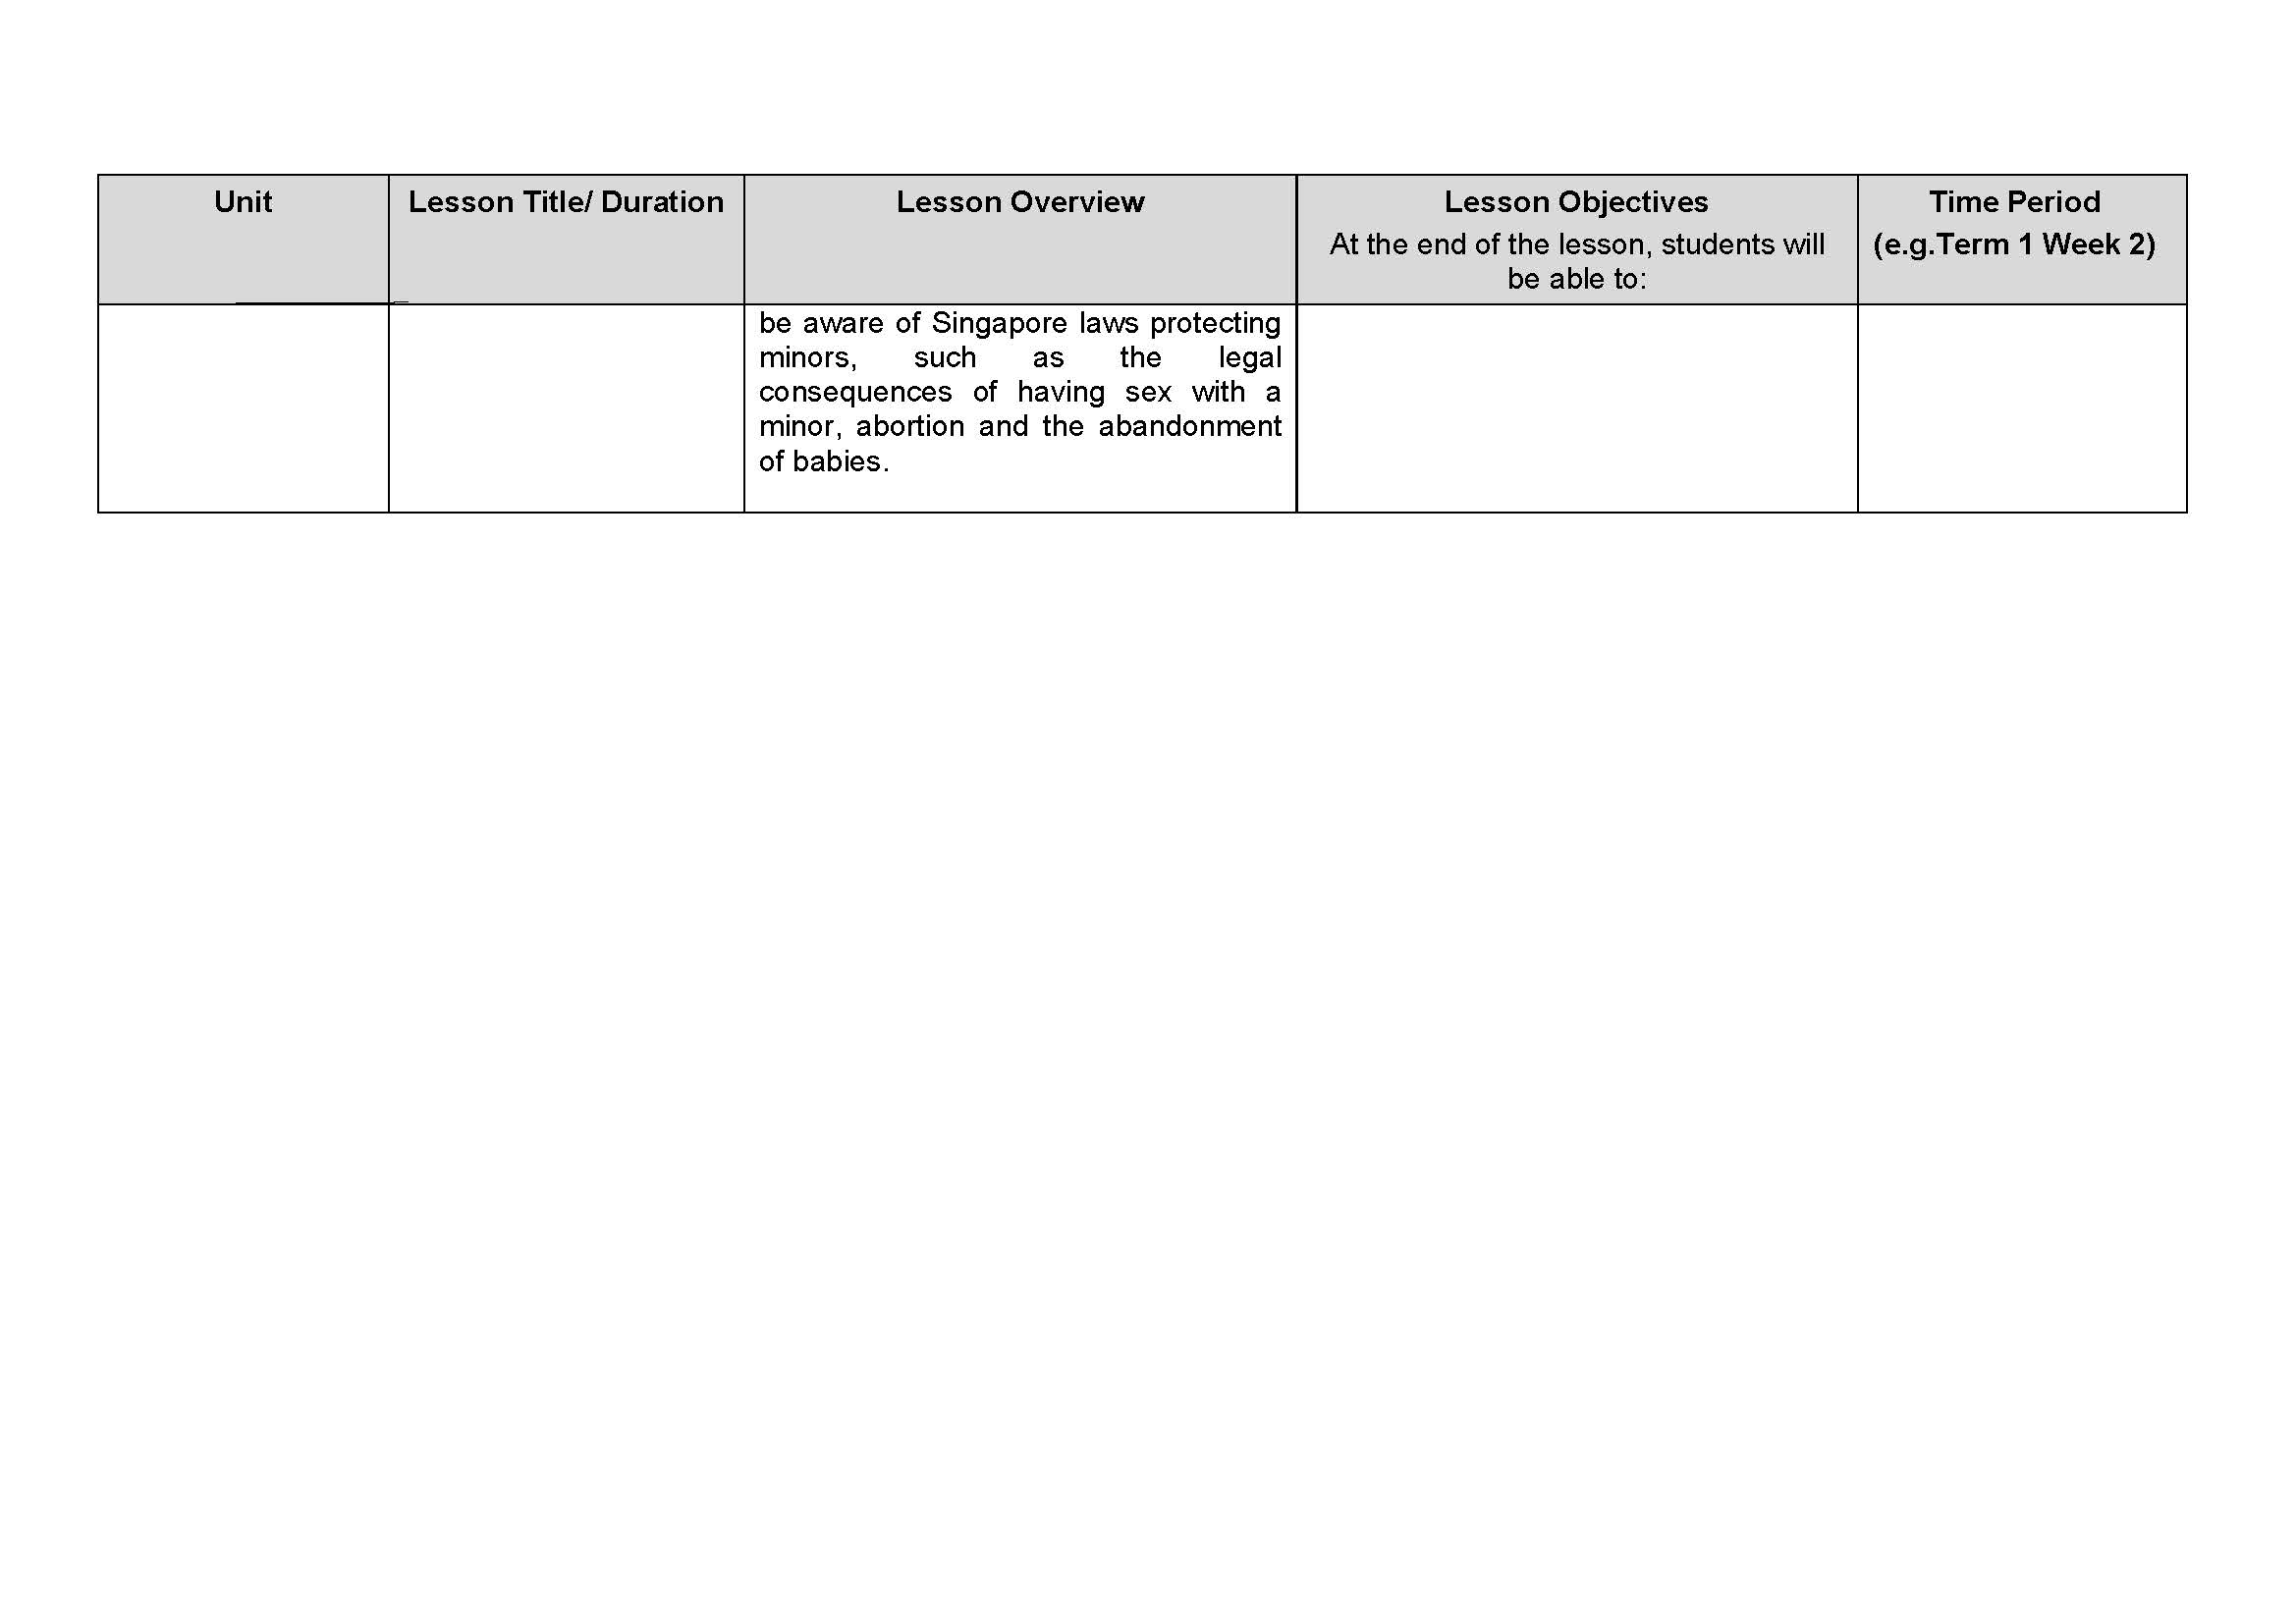 Unit
Lesson Title/ Duration
Lesson Overview
Lesson Objectives
At the end of the lesson, students will
be able to:
Time Period
(e.g.Term 1 Week 2)
be aware of Singapore laws protecting
minors, such as the legal
consequences of having sex with a
minor, abortion and the abandonment
of babies.